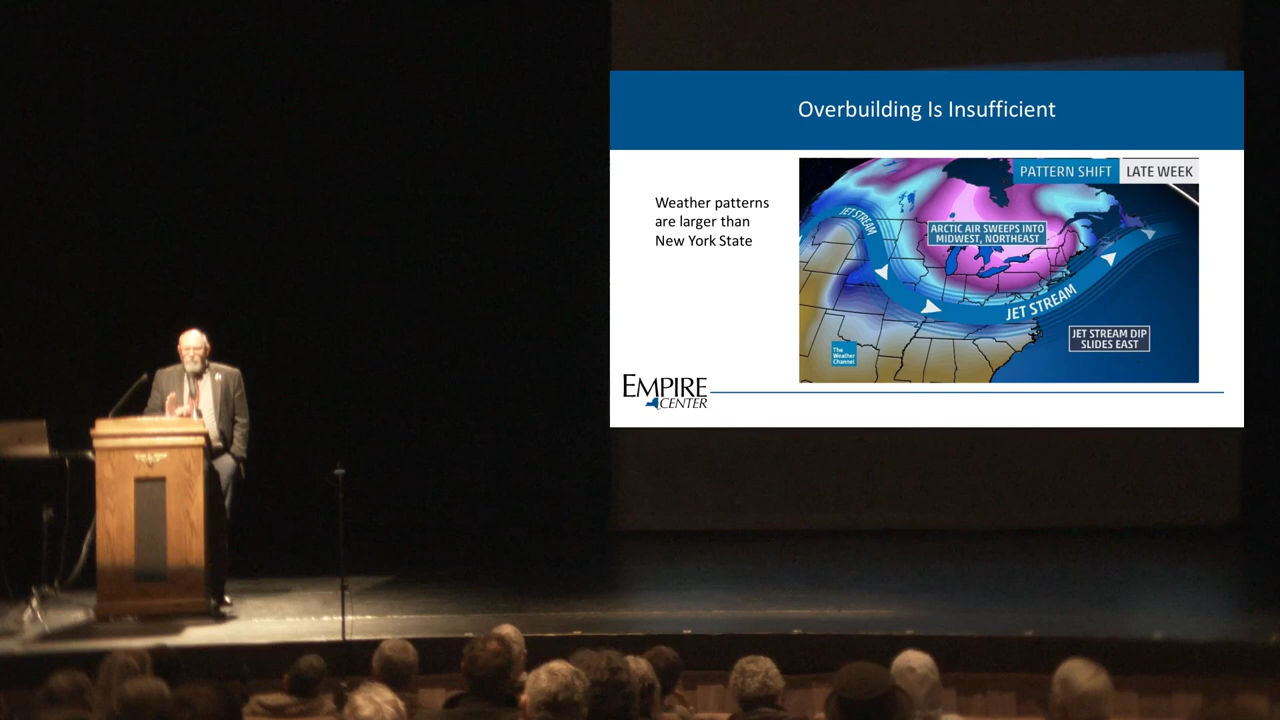 Overbuilding Is Insufficient
Weather patterns
are larger than
New York State
PATTERN SHIFT
LATE WEEK
JET STREAM
ARCTIC AIR SWEEPS INTO
MIDWEST, NORTHEAST
JET STREAM
JET STREAM DIP
SLIDES EAST
The
Weather
Channel
EMPIRE
CENTER